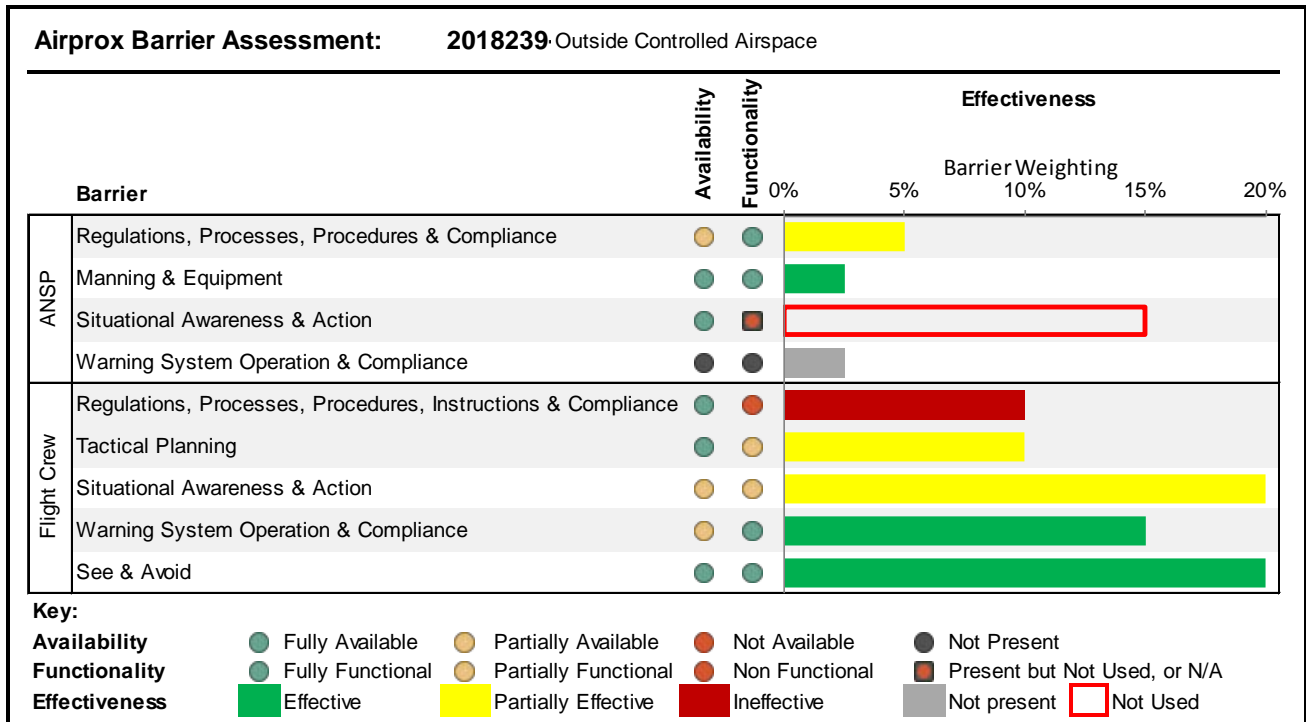 Airprox Barrier Assessment: 2018239 Outside Controlled Airspace
Availability
Functionality
Effectiveness
Barrier Weighting
Barrier
0% 5% 10% 15% 20%
ANSP
Regulations, Processes, Procedures & Compliance
Manning & Equipment
Situational Awareness & Action
Warning System Operation & Compliance
Flight Crew
Regulations, Processes, Procedures, Instructions & Compliance
Tactical Planning
Situational Awareness & Action
Warning System Operation & Compliance
See & Avoid
Key:
Availability Fully Available Partially Available Not Available Not Present
Functionality Fully Functional Partially Functional Non Functional Present but Not Used, or N/A
Effectiveness Effective Partially Effective Ineffective Not present Not Used